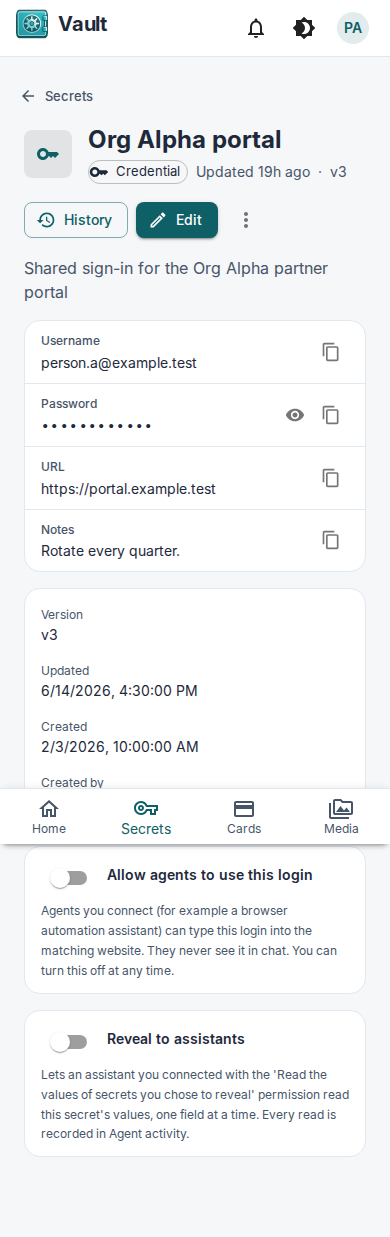 Vault
PA
Secrets
Org Alpha portal
Credential Updated 19h ago · v3
History Edit
Shared sign-in for the Org Alpha partner
portal
Username
person.a@example.test
Password
••••••••••••
URL
https://portal.example.test
Notes
Rotate every quarter.
Version
v3
Updated
6/14/2026, 4:30:00 PM
Created
2/3/2026, 10:00:00 AM
Created by
Home Secrets Cards Media
Allow agents to use this login
Agents you connect (for example a browser
automation assistant) can type this login into the
matching website. They never see it in chat. You can
turn this off at any time.
Reveal to assistants
Lets an assistant you connected with the 'Read the
values of secrets you chose to reveal' permission read
this secret's values, one field at a time. Every read is
recorded in Agent activity.